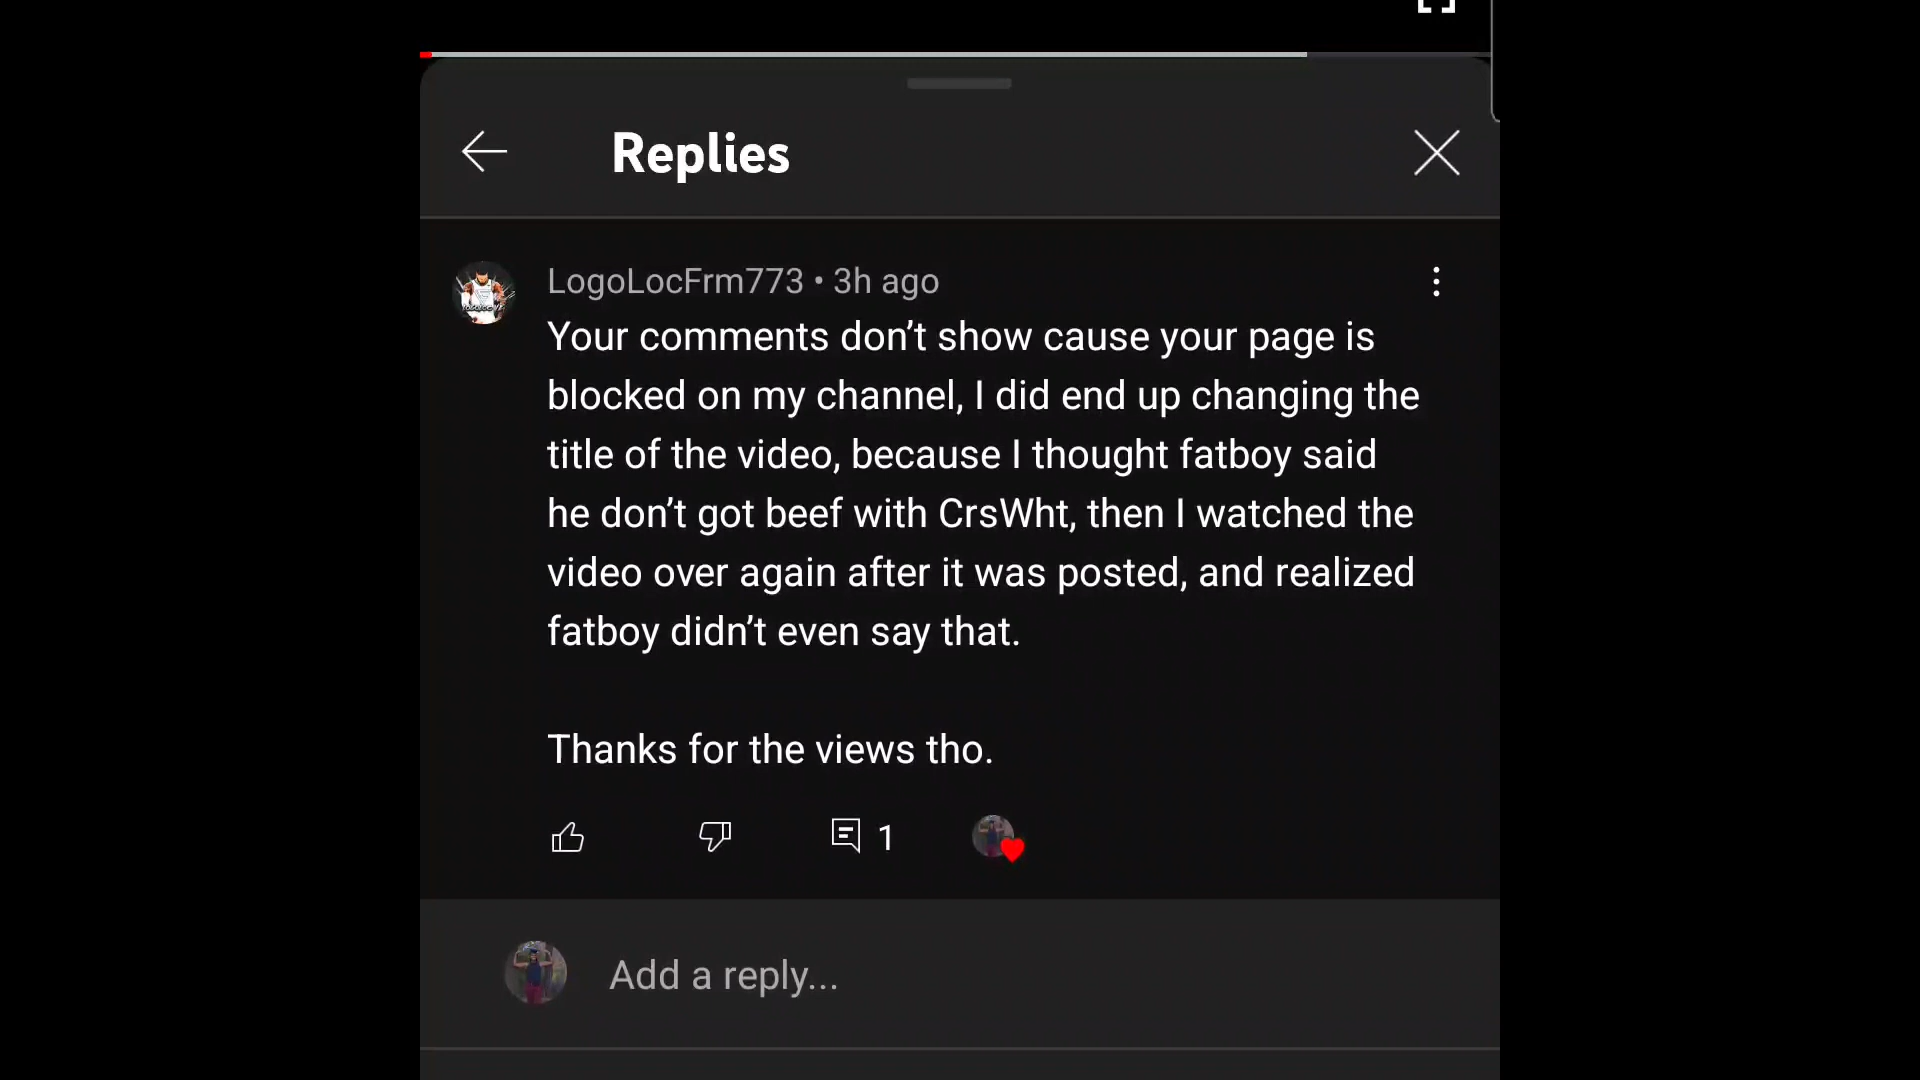 Replies
LogoLocFrm773 • 3h ago
Your comments don’t show cause your page is
blocked on my channel, I did end up changing the
title of the video, because I thought fatboy said
he don’t got beef with CrsWht, then I watched the
video over again after it was posted, and realized
fatboy didn’t even say that.
Thanks for the views tho.
1
Add a reply...